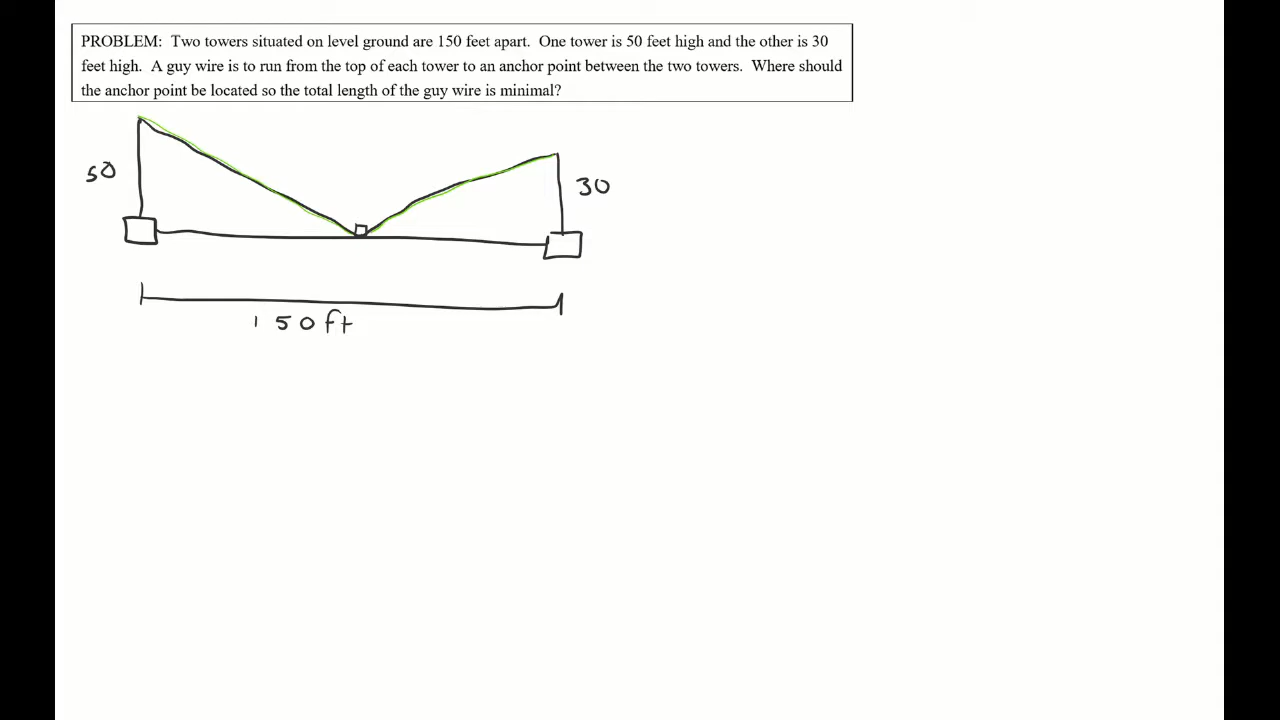 PROBLEM: Two towers situated on level ground are 150 feet apart. One tower is 50 feet high and the other is 30
feet high. A guy wire is to run from the top of each tower to an anchor point between the two towers. Where should
the anchor point be located so the total length of the guy wire is minimal?
50
30
150ft